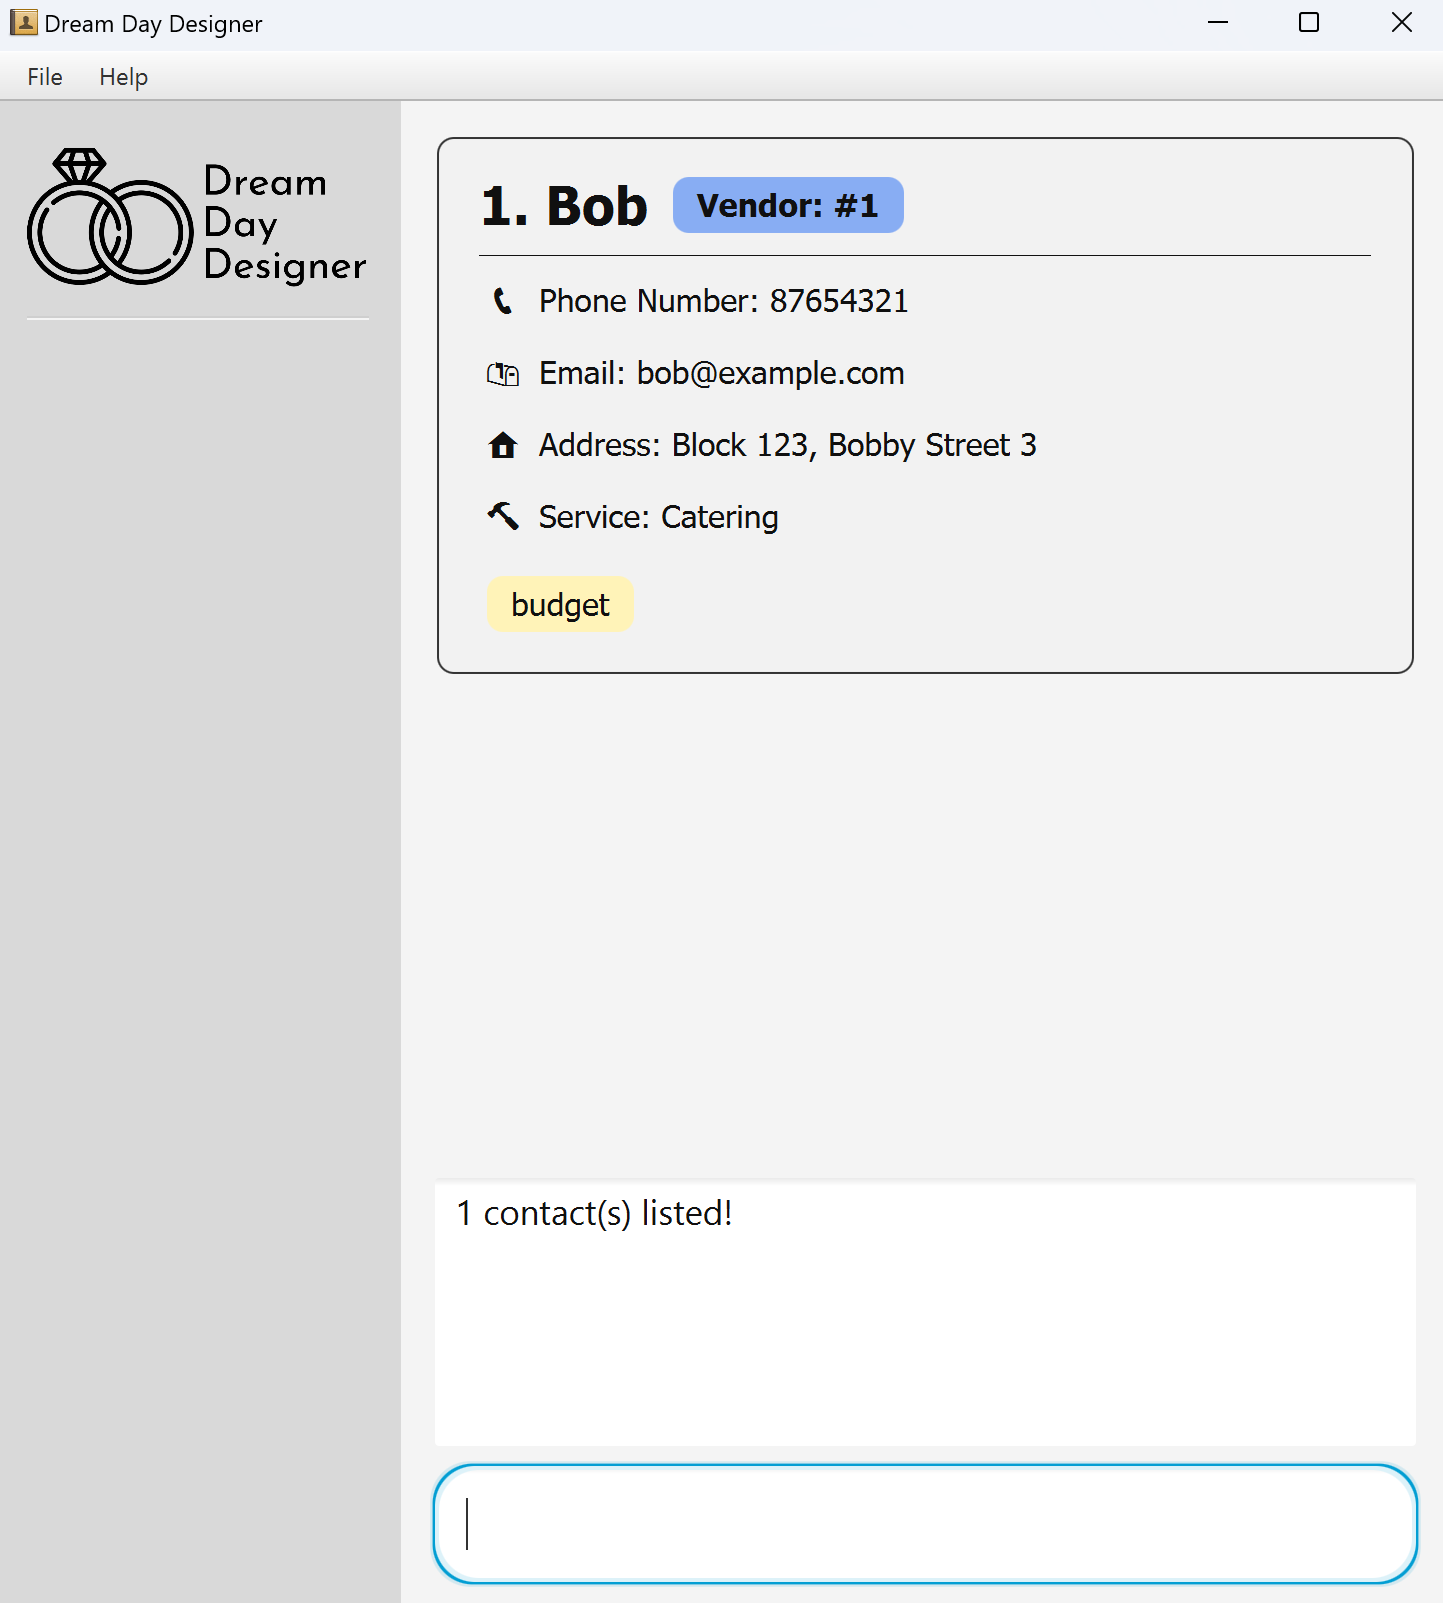 Dream Day Designer
File Help
Dream
Day
Designer
1. Bob Vendor: #1
Phone Number: 87654321
Email: bob@example.com
Address: Block 123, Bobby Street 3
Service: Catering
budget
1 contact(s) listed!